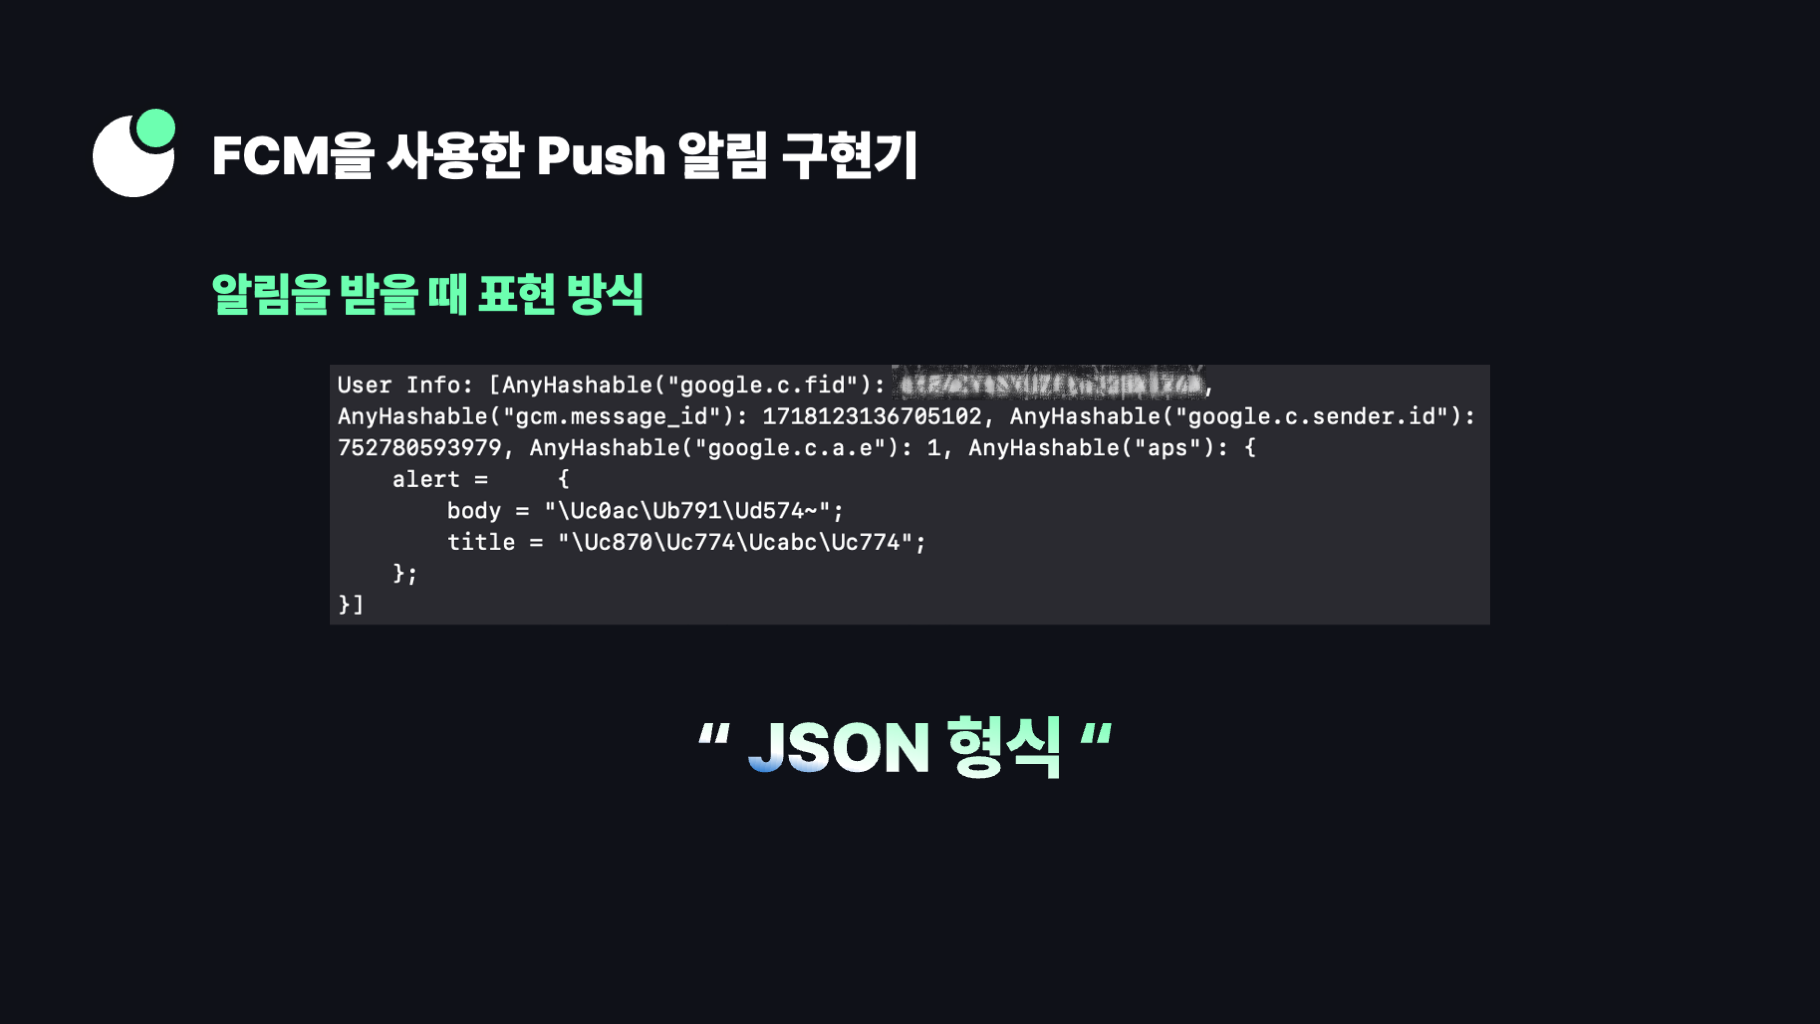 FCM을 사용한 Push 알림 구현기
알림을 받을 때 표현 방식
User Info: [AnyHashable("google.c.fid"): ,
AnyHashable("gcm.message_id"): 1718123136705102, AnyHashable("google.c.sender.id"):
752780593979, AnyHashable("google.c.a.e"): 1, AnyHashable("aps"): {
    alert =     {
        body = "\Uc0ac\Ub791\Ud574~";
        title = "\Uc870\Uc774\Ucabc\Uc774";
    };
}]
“ JSON 형식 “